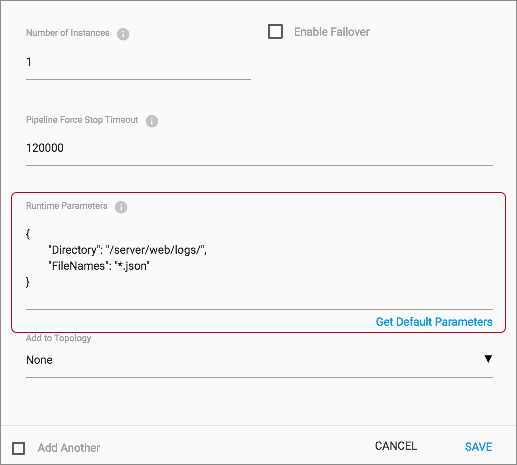 Number of Instances
Enable Failover
1
Pipeline Force Stop Timeout
120000
Runtime Parameters
{
"Directory": "/server/web/logs/",
"FileNames": "*.json"
}
Get Default Parameters
Add to Topology
None
Add Another
CANCEL
SAVE